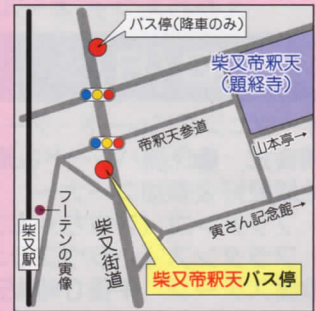 バス停(降車のみ)
柴又帝釈天
(題経寺)
帝釈天参道
山本亭→
寅さん記念館→
柴又街道
フーテンの寅像
柴又駅
柴又帝釈天バス停